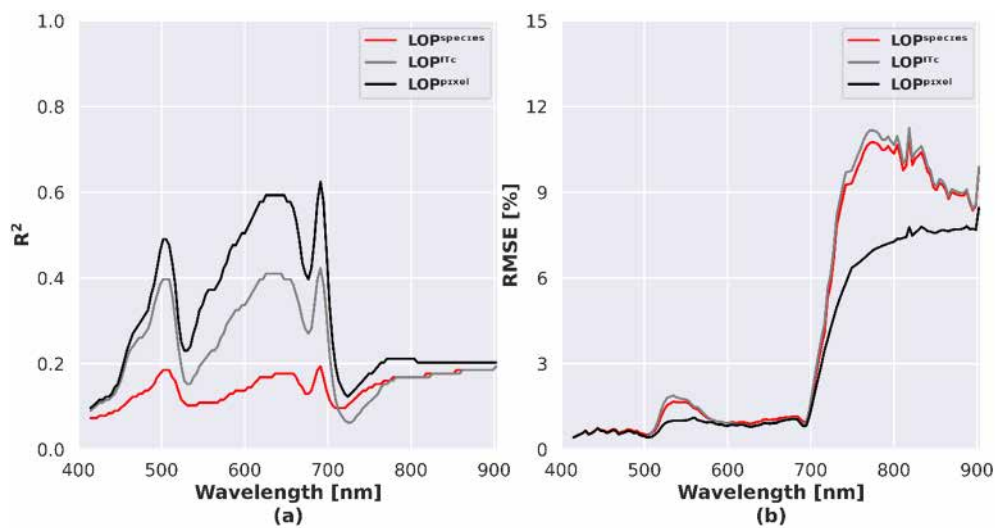 1.0
0.8
0.6
0.4
0.2
0.0
R²
400
500
600
700
800
900
Wavelength [nm]
(a)
LOPˢᵖᵉᶜⁱᵉˢ
LOPᴵᵀᶜ
LOPᵖⁱˣᵉˡ
15
12
9
6
3
0
RMSE [%]
400
500
600
700
800
900
Wavelength [nm]
(b)
LOPˢᵖᵉᶜⁱᵉˢ
LOPᴵᵀᶜ
LOPᵖⁱˣᵉˡ